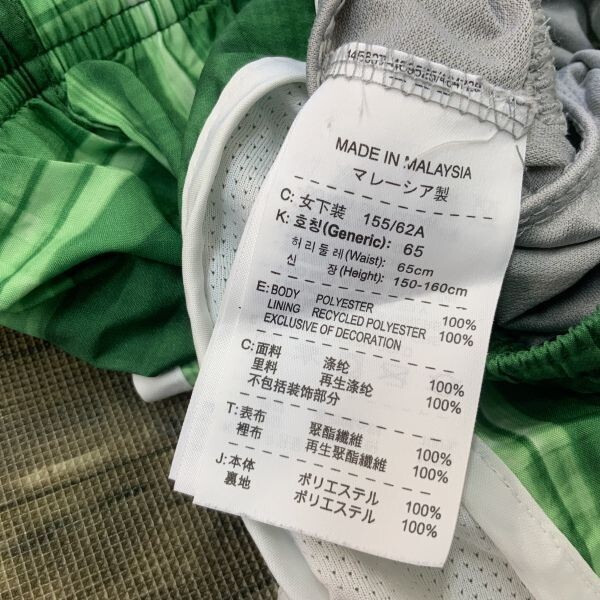 MADE IN MALAYSIA
マレーシア製
C: 女下装 155/62A
K: 호칭(Generic): 65
허리둘레(Waist): 65cm
신 장(Height): 150-160cm
E: BODY POLYESTER 100%
LINING RECYCLED POLYESTER 100%
EXCLUSIVE OF DECORATION
C: 面料 涤纶 100%
里料 再生涤纶 100%
不包括装饰部分
T: 表布 聚酯纖維 100%
裡布 再生聚酯纖維 100%
J: 本体 ポリエステル 100%
裏地 ポリエステル 100%